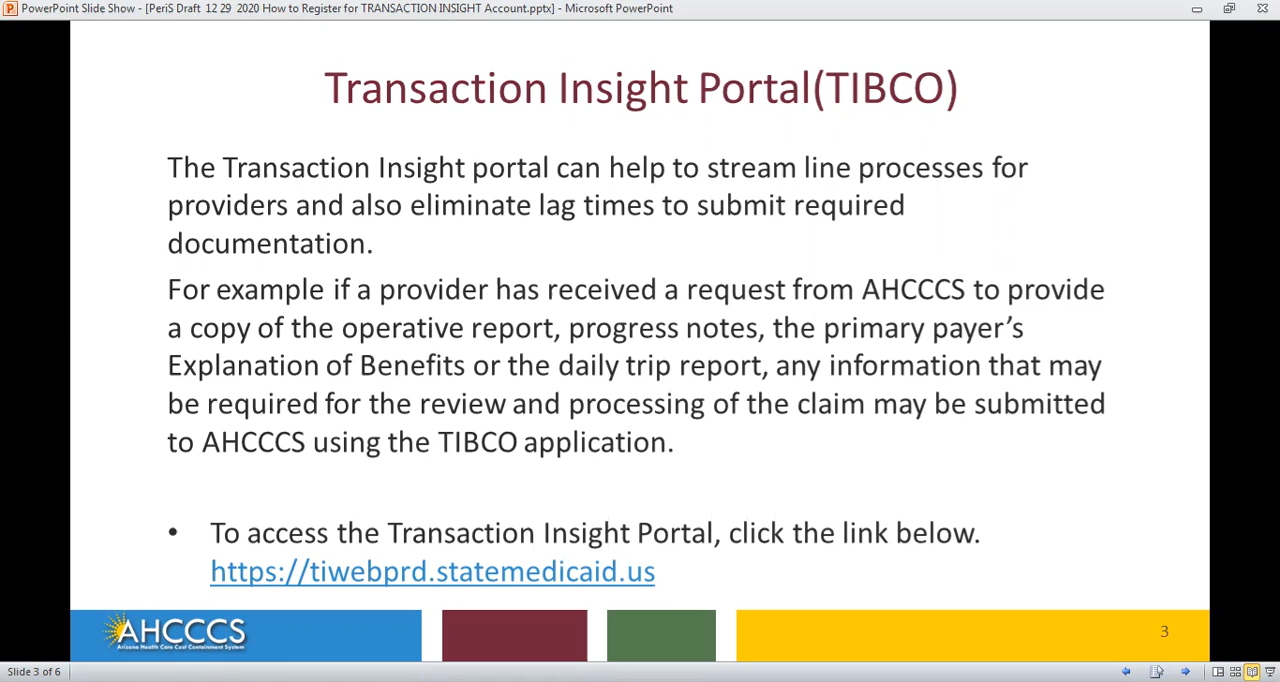 PowerPoint Slide Show - [PeriS Draft 12 29 2020 How to Register for TRANSACTION INSIGHT Account.pptx] - Microsoft PowerPoint
Transaction Insight Portal(TIBCO)
The Transaction Insight portal can help to stream line processes for
providers and also eliminate lag times to submit required
documentation.
For example if a provider has received a request from AHCCCS to provide
a copy of the operative report, progress notes, the primary payer’s
Explanation of Benefits or the daily trip report, any information that may
be required for the review and processing of the claim may be submitted
to AHCCCS using the TIBCO application.
• To access the Transaction Insight Portal, click the link below.
https://tiwebprd.statemedicaid.us
AHCCCS
Arizona Health Care Cost Containment System
3
Slide 3 of 6